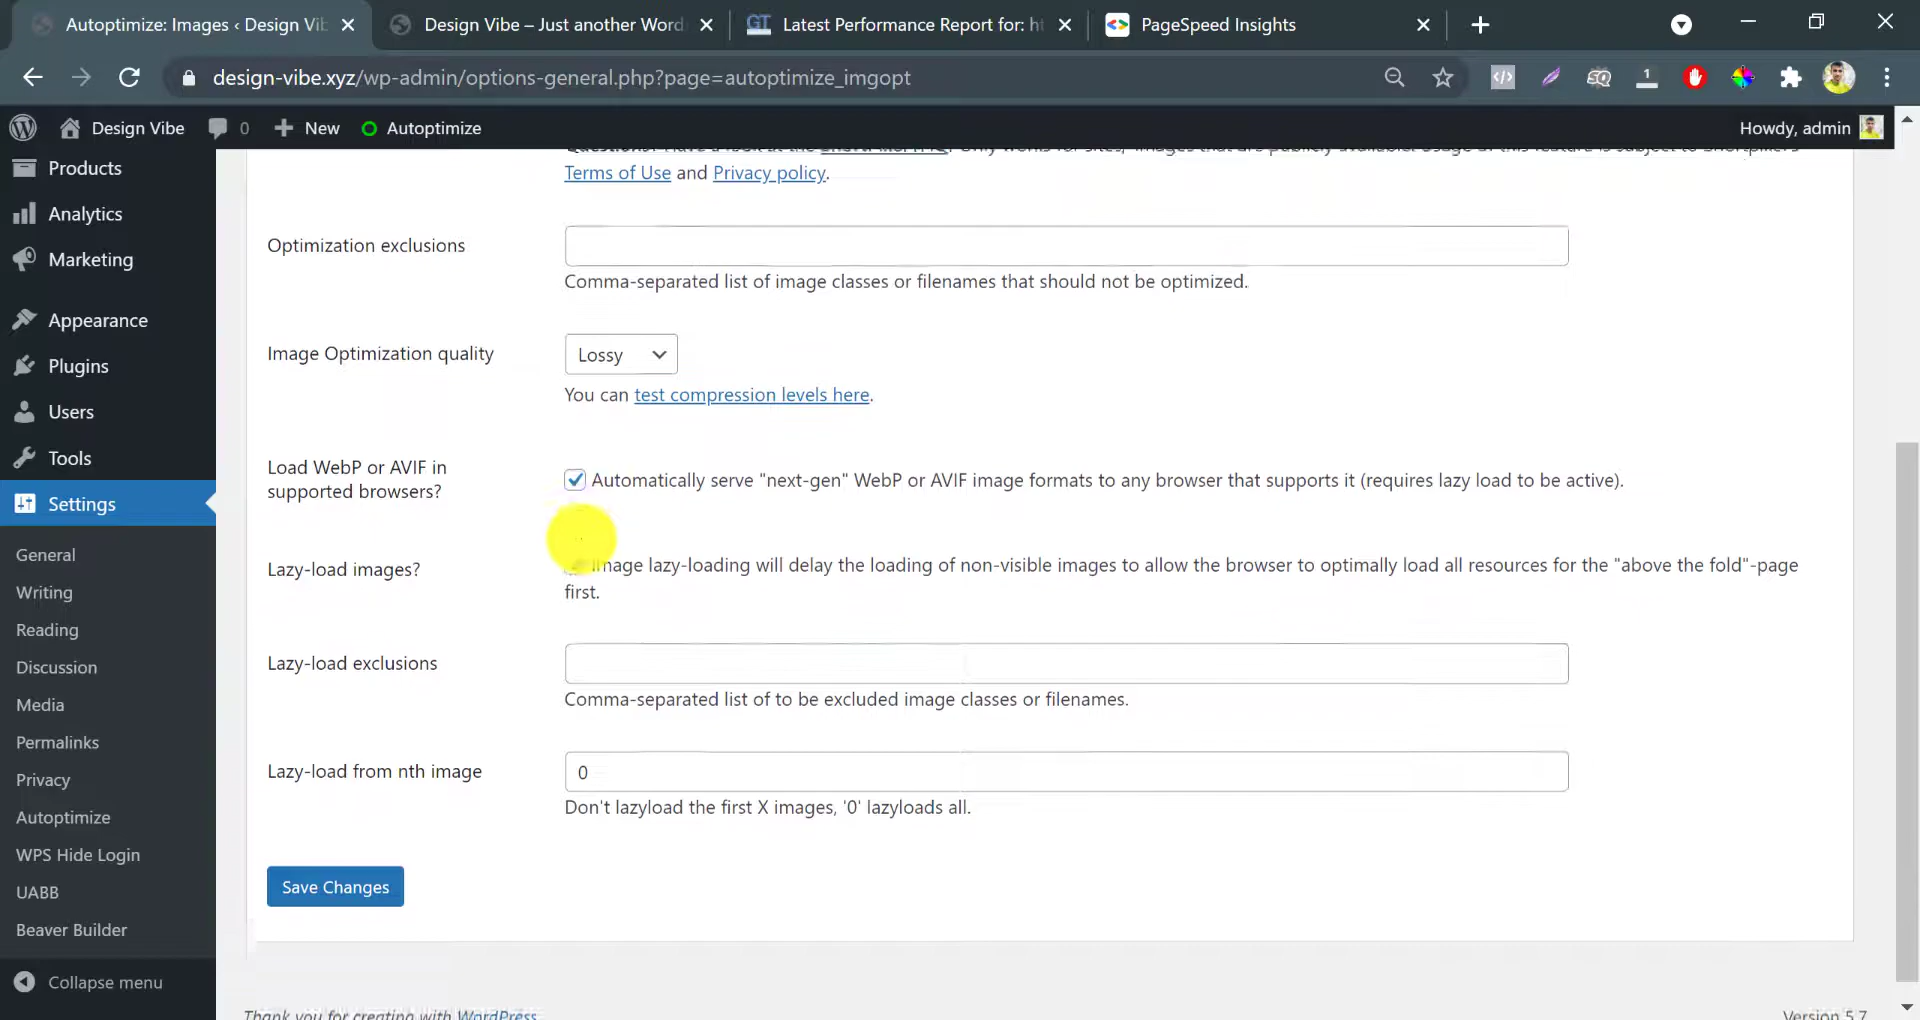 Autoptimize: Images ‹ Design Vib
Design Vibe – Just another Word
GT Latest Performance Report for: ht
PageSpeed Insights
design-vibe.xyz/wp-admin/options-general.php?page=autoptimize_imgopt
1
Design Vibe
0
New
Autoptimize
Howdy, admin
Products
Analytics
Marketing
Appearance
Plugins
Users
Tools
Settings
General
Writing
Reading
Discussion
Media
Permalinks
Privacy
Autoptimize
WPS Hide Login
UABB
Beaver Builder
Collapse menu
Terms of Use and Privacy policy.
Optimization exclusions
Comma-separated list of image classes or filenames that should not be optimized.
Image Optimization quality
Lossy
You can test compression levels here.
Load WebP or AVIF in
supported browsers?
Automatically serve "next-gen" WebP or AVIF image formats to any browser that supports it (requires lazy load to be active).
Lazy-load images?
Image lazy-loading will delay the loading of non-visible images to allow the browser to optimally load all resources for the "above the fold"-page
first.
Lazy-load exclusions
Comma-separated list of to be excluded image classes or filenames.
Lazy-load from nth image
0
Don't lazyload the first X images, '0' lazyloads all.
Save Changes
Thank you for creating with WordPress.
Version 5.7